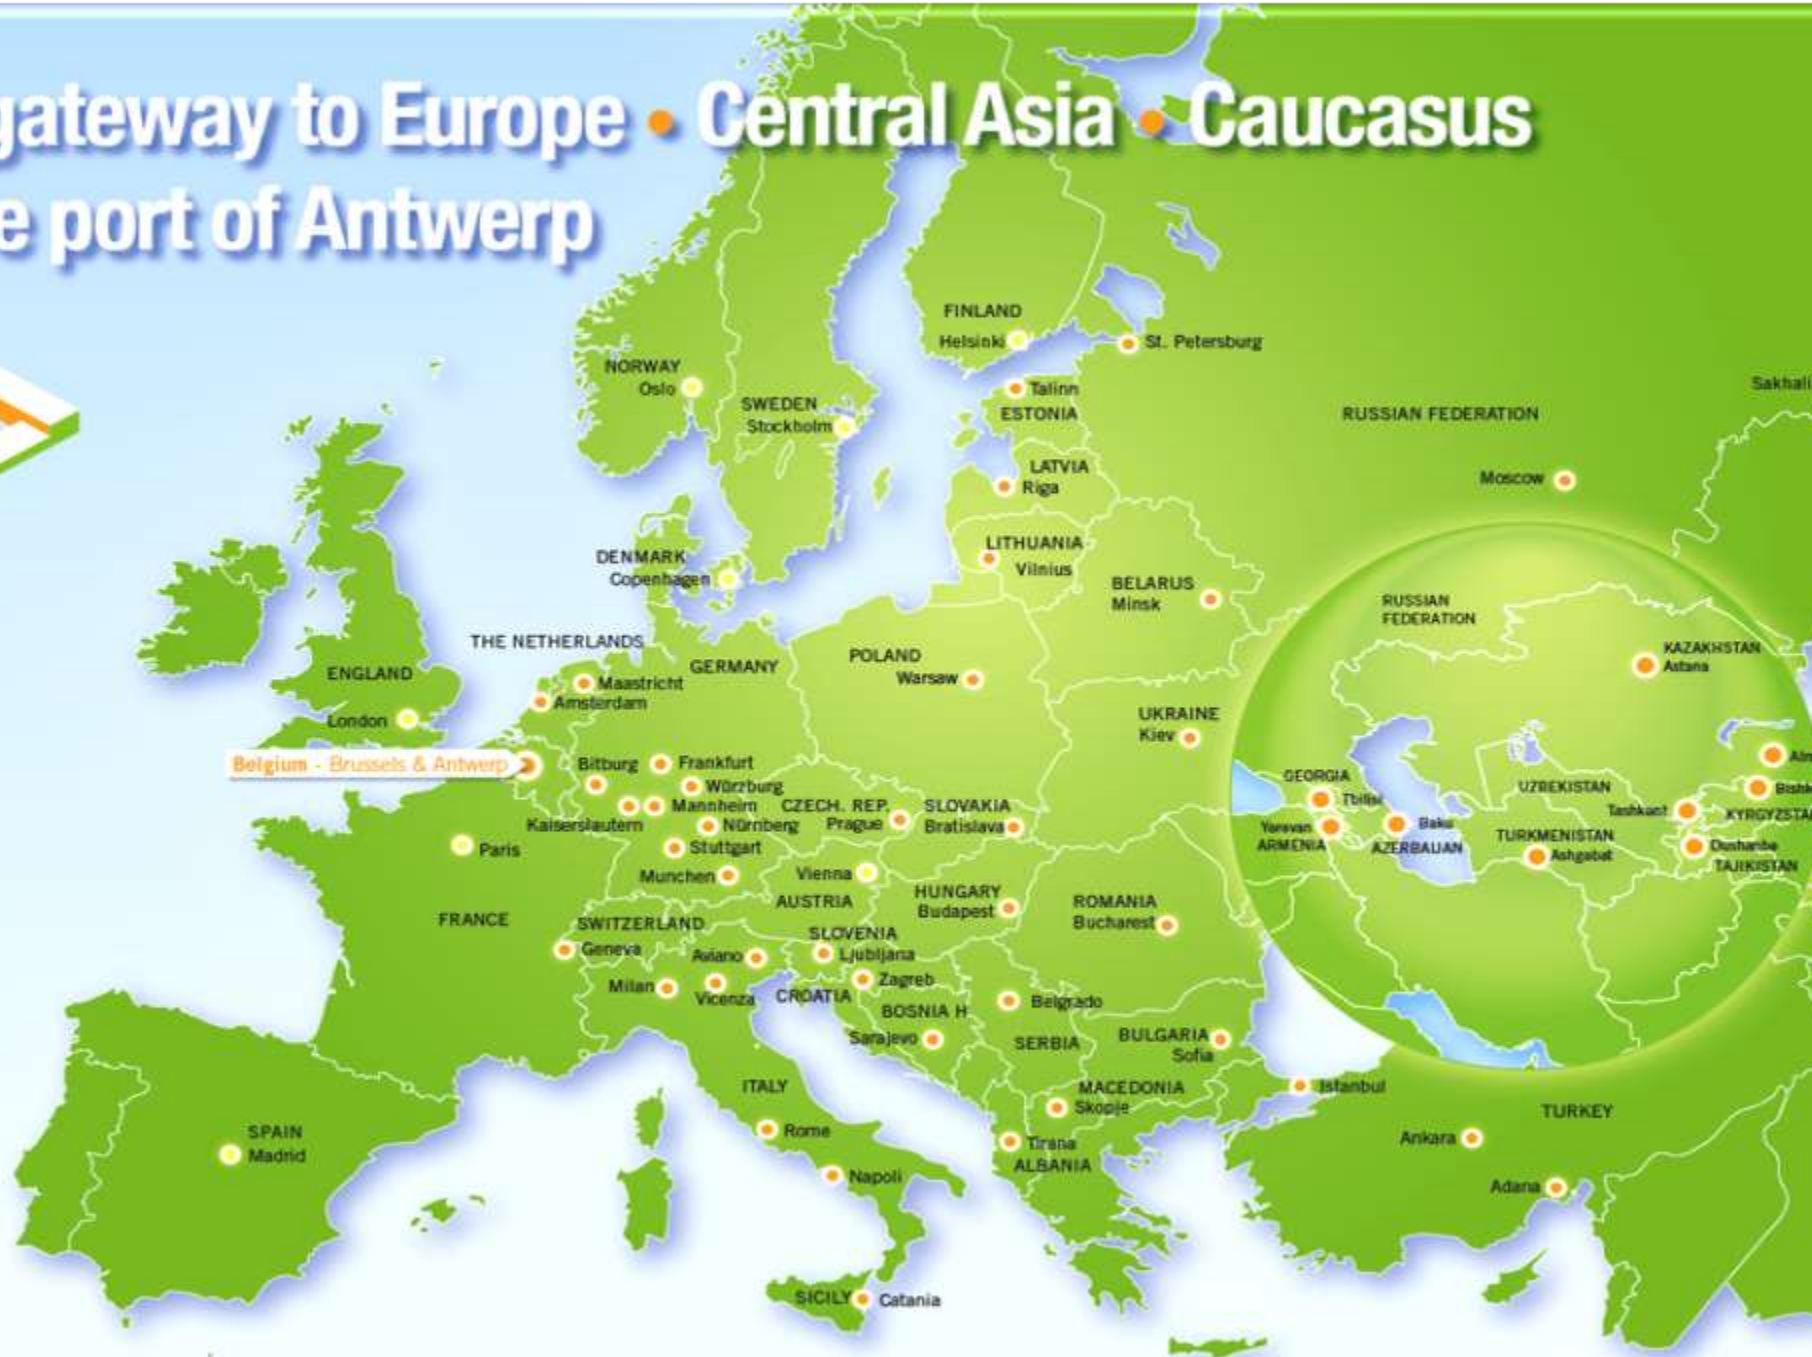 gateway to Europe • Central Asia • Caucasus
e port of Antwerp
FINLAND
Helsinki
St. Petersburg
NORWAY
Oslo
Talinn
ESTONIA
SWEDEN
Stockholm
RUSSIAN FEDERATION
Sakhali
LATVIA
Riga
Moscow
LITHUANIA
Vilnius
DENMARK
Copenhagen
BELARUS
Minsk
RUSSIAN
FEDERATION
THE NETHERLANDS
ENGLAND
London
Maastricht
Amsterdam
GERMANY
POLAND
Warsaw
KAZAKHSTAN
Astana
UKRAINE
Kiev
Belgium - Brussels & Antwerp
Bitburg
Frankfurt
Würzburg
Mannheim
Kaiserslautern
Nürnberg
CZECH. REP.
Prague
SLOVAKIA
Bratislava
GEORGIA
Tbilisi
Yerevan
ARMENIA
Baku
AZERBAIJAN
UZBEKISTAN
Tashkent
TURKMENISTAN
Ashgabat
Alm
Bishk
KYRGYZSTA
Dushanbe
TAJIKISTAN
Paris
Stuttgart
Munchen
Vienna
AUSTRIA
HUNGARY
Budapest
ROMANIA
Bucharest
FRANCE
SWITZERLAND
Geneva
Aviano
SLOVENIA
Ljubljana
Milan
Vicenza
CROATIA
Zagreb
BOSNIA H
Sarajevo
Belgrado
SERBIA
BULGARIA
Sofia
ITALY
MACEDONIA
Skopje
Istanbul
TURKEY
SPAIN
Madrid
Rome
Tirana
ALBANIA
Ankara
Napoli
Adana
SICILY
Catania